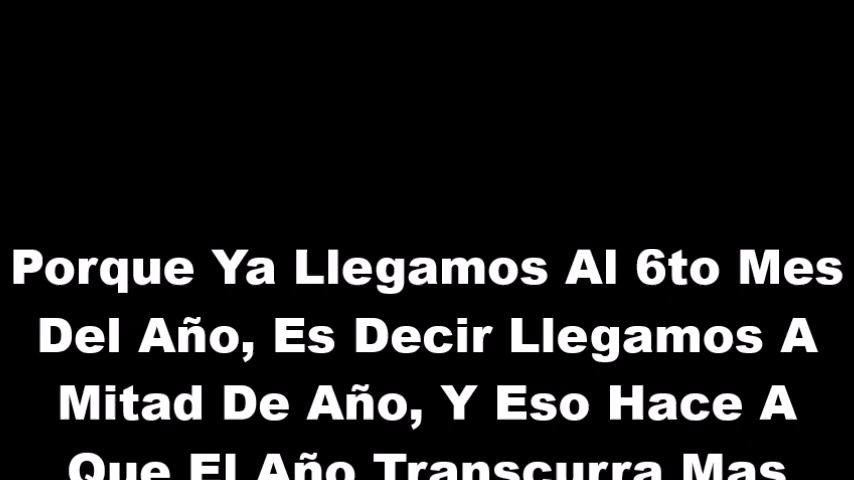 Porque Ya Llegamos Al 6to Mes
Del Año, Es Decir Llegamos A
Mitad De Año, Y Eso Hace A
Que El Año Transcurra Mas